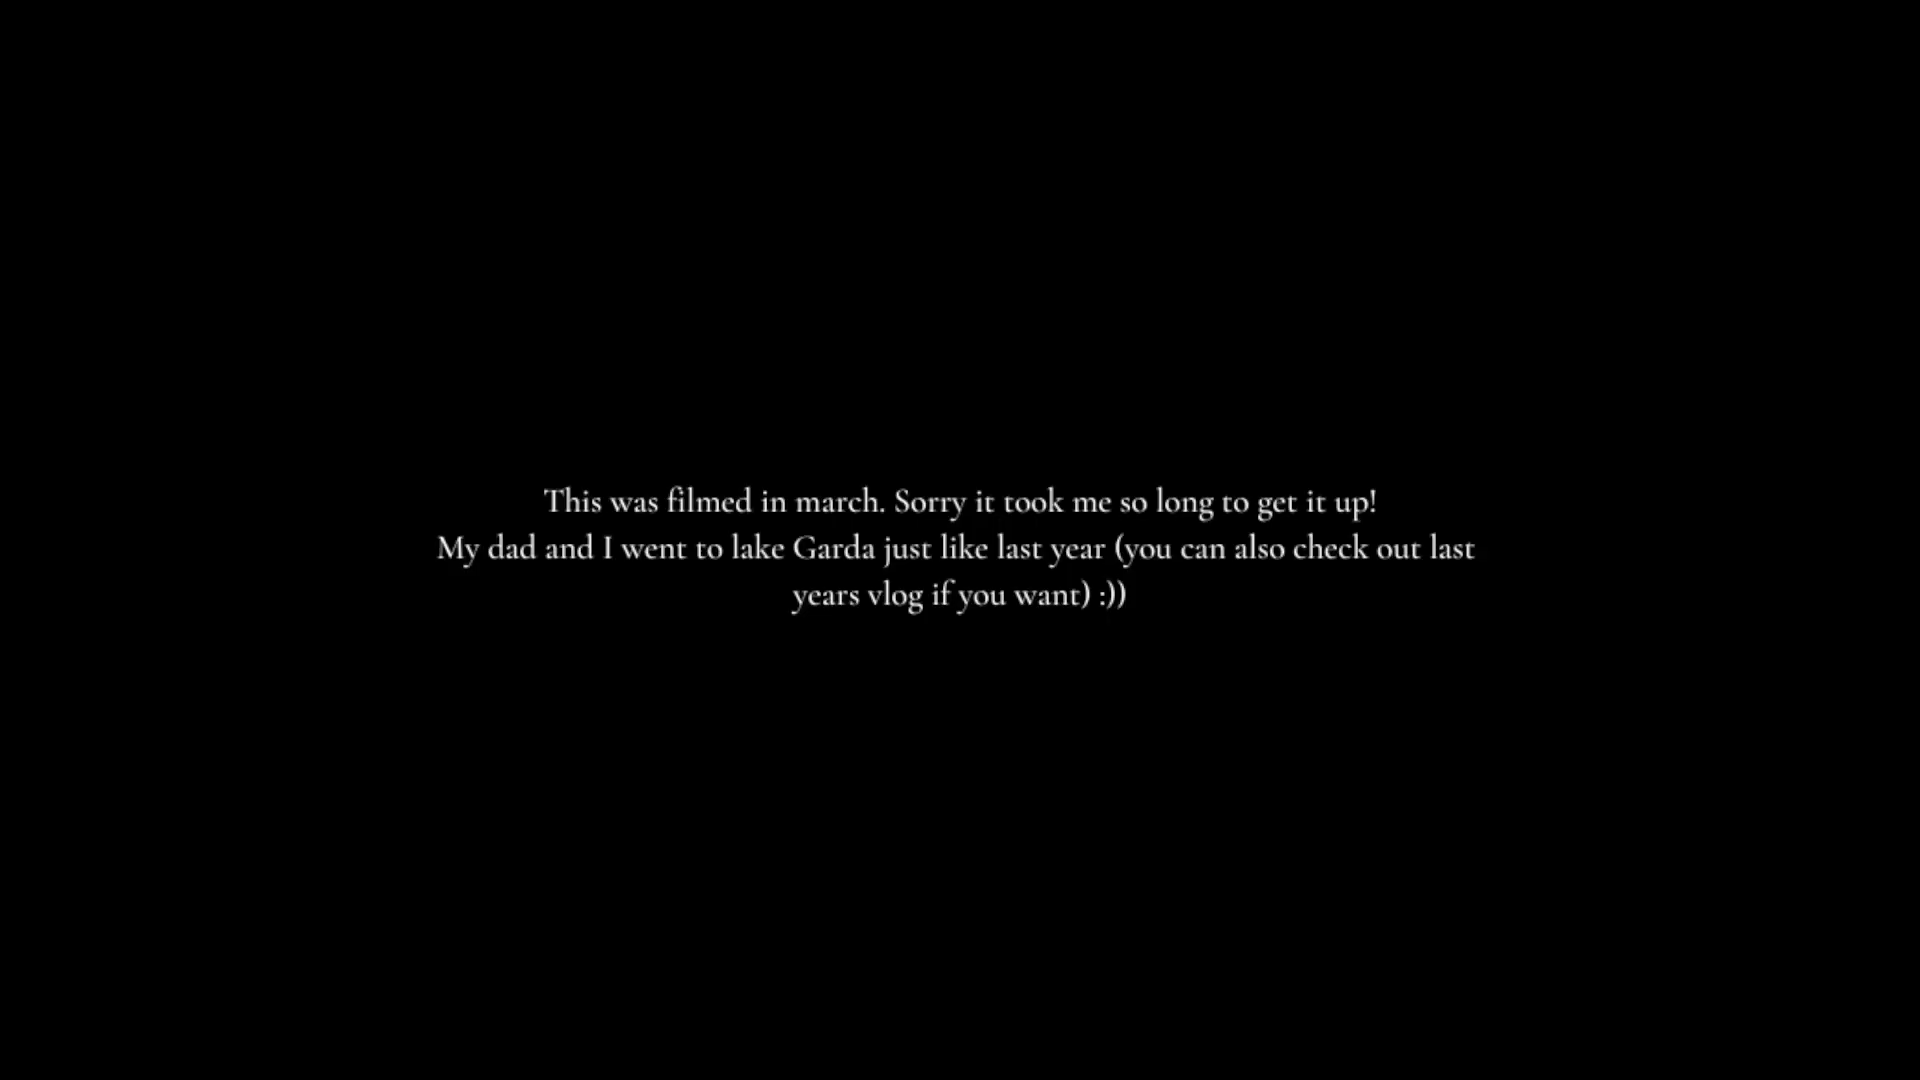 This was filmed in march. Sorry it took me so long to get it up!
My dad and I went to lake Garda just like last year (you can also check out last
years vlog if you want) :))